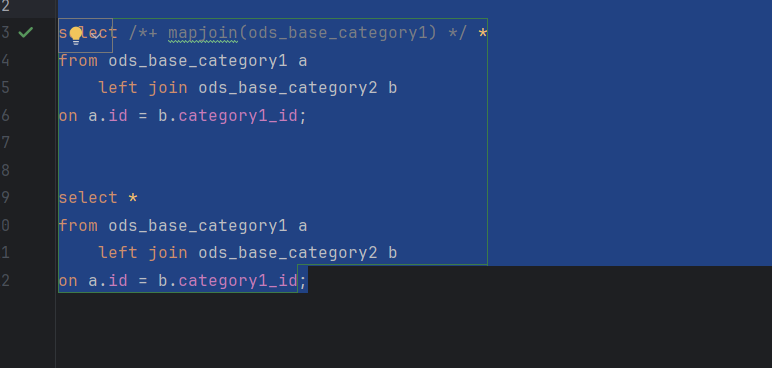 2
3 select /*+ mapjoin(ods_base_category1) */ *
4 from ods_base_category1 a
5     left join ods_base_category2 b
6 on a.id = b.category1_id;
7
8
9 select *
0 from ods_base_category1 a
1     left join ods_base_category2 b
2 on a.id = b.category1_id;